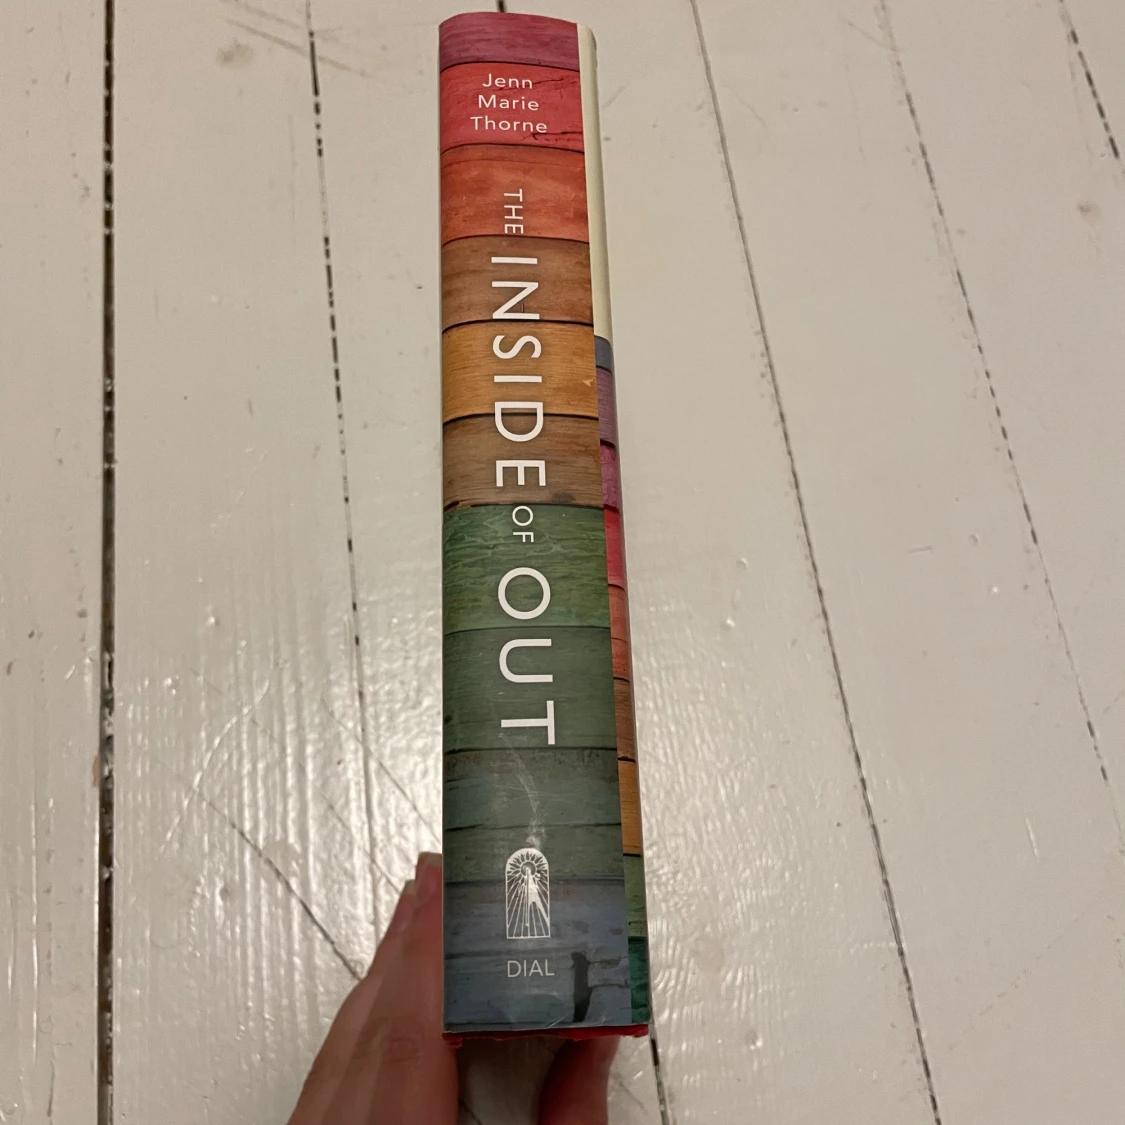 Jenn
Marie
Thorne
THE INSIDE OF OUT
DIAL